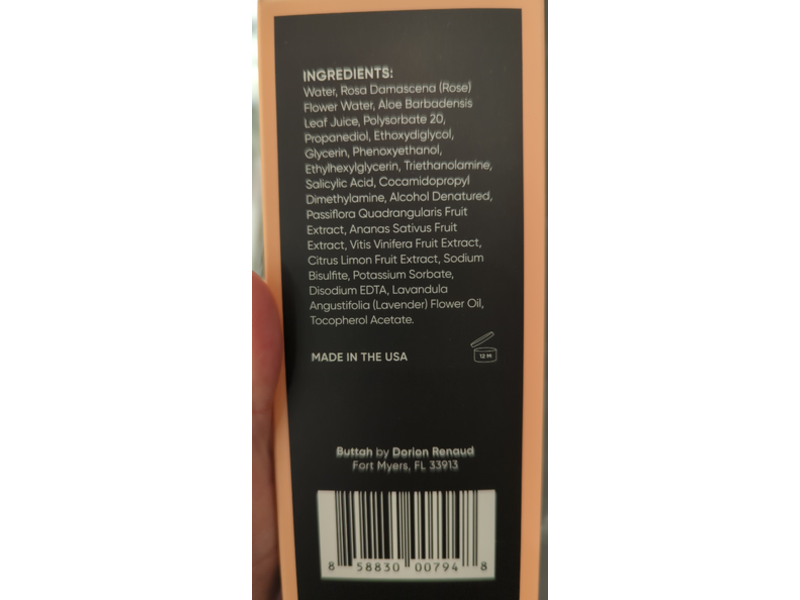 INGREDIENTS:
Water, Rosa Damascena (Rose)
Flower Water, Aloe Barbadensis
Leaf Juice, Polysorbate 20,
Propanediol, Ethoxydiglycol,
Glycerin, Phenoxyethanol,
Ethylhexylglycerin, Triethanolamine,
Salicylic Acid, Cocamidopropyl
Dimethylamine, Alcohol Denatured,
Passiflora Quadrangularis Fruit
Extract, Ananas Sativus Fruit
Extract, Vitis Vinifera Fruit Extract,
Citrus Limon Fruit Extract, Sodium
Bisulfite, Potassium Sorbate,
Disodium EDTA, Lavandula
Angustifolia (Lavender) Flower Oil,
Tocopherol Acetate.
MADE IN THE USA
12 M
Buttah by Dorion Renaud
Fort Myers, FL 33913
8 58830 00794 8